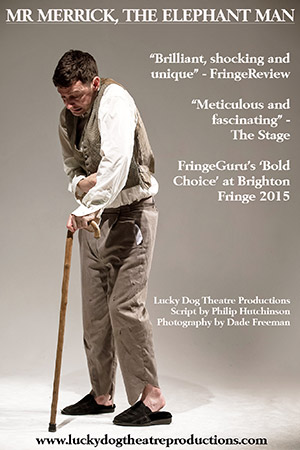 MR MERRICK, THE ELEPHANT MAN
“Brilliant, shocking and
unique” - FringeReview
“Meticulous and
fascinating” -
The Stage
FringeGuru’s ‘Bold
Choice’ at Brighton
Fringe 2015
Lucky Dog Theatre Productions
Script by Philip Hutchinson
Photography by Dade Freeman
www.luckydogtheatreproductions.com